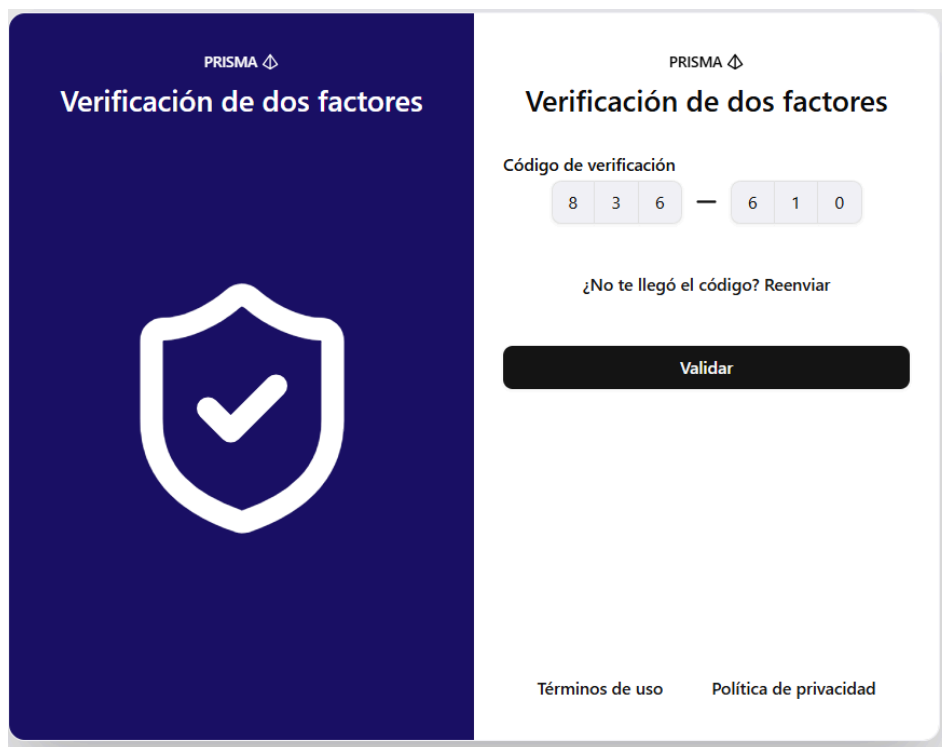 PRISMA
Verificación de dos factores
PRISMA
Verificación de dos factores
Código de verificación
8 3 6 — 6 1 0
¿No te llegó el código? Reenviar
Validar
Términos de uso Política de privacidad